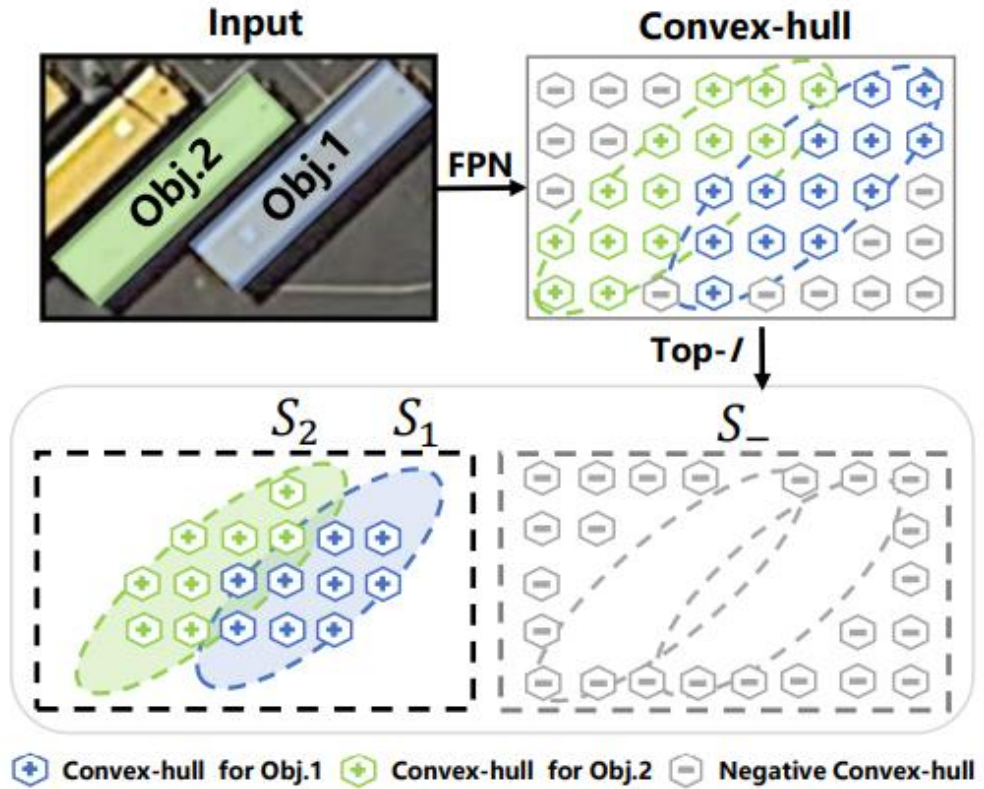 Input
Convex-hull
Obj.2
Obj.1
FPN
Top-I
S₂
S₁
S₋
Convex-hull for Obj.1
Convex-hull for Obj.2
Negative Convex-hull